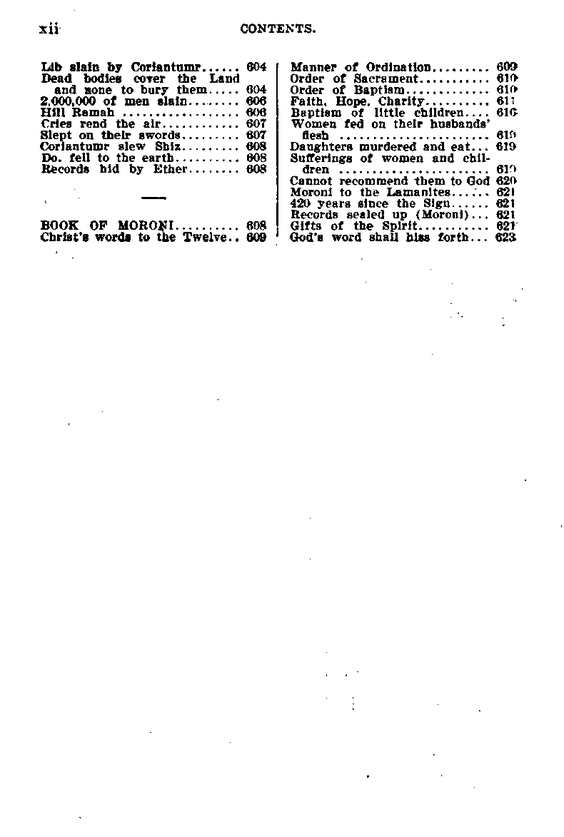 xii
CONTENTS.
Lib slain by Coriantumr...... 604
Dead bodies cover the Land
and none to bury them..... 604
2,000,000 of men slain........ 606
Hill Ramah .................. 606
Cries rend the air............ 607
Slept on their swords......... 607
Coriantumr slew Shiz......... 608
Do. fell to the earth.......... 608
Records hid by Ether........ 608
BOOK OF MORONI.......... 608
Christ's words to the Twelve.. 609
Manner of Ordination......... 609
Order of Sacrament........... 610
Order of Baptism............. 610
Faith, Hope, Charity.......... 611
Baptism of little children.... 616
Women fed on their husbands'
flesh ....................... 619
Daughters murdered and eat... 619
Sufferings of women and chil-
dren ....................... 619
Cannot recommend them to God 620
Moroni to the Lamanites...... 621
420 years since the Sign...... 621
Records sealed up (Moroni)... 621
Gifts of the Spirit........... 621
God's word shall hiss forth... 623